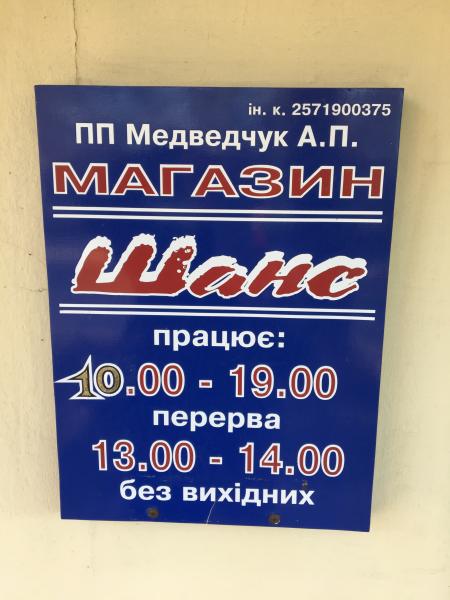 ін. к. 2571900375
ПП Медведчук А.П.
МАГАЗИН
Шанс
працює:
10.00 - 19.00
перерва
13.00 - 14.00
без вихідних